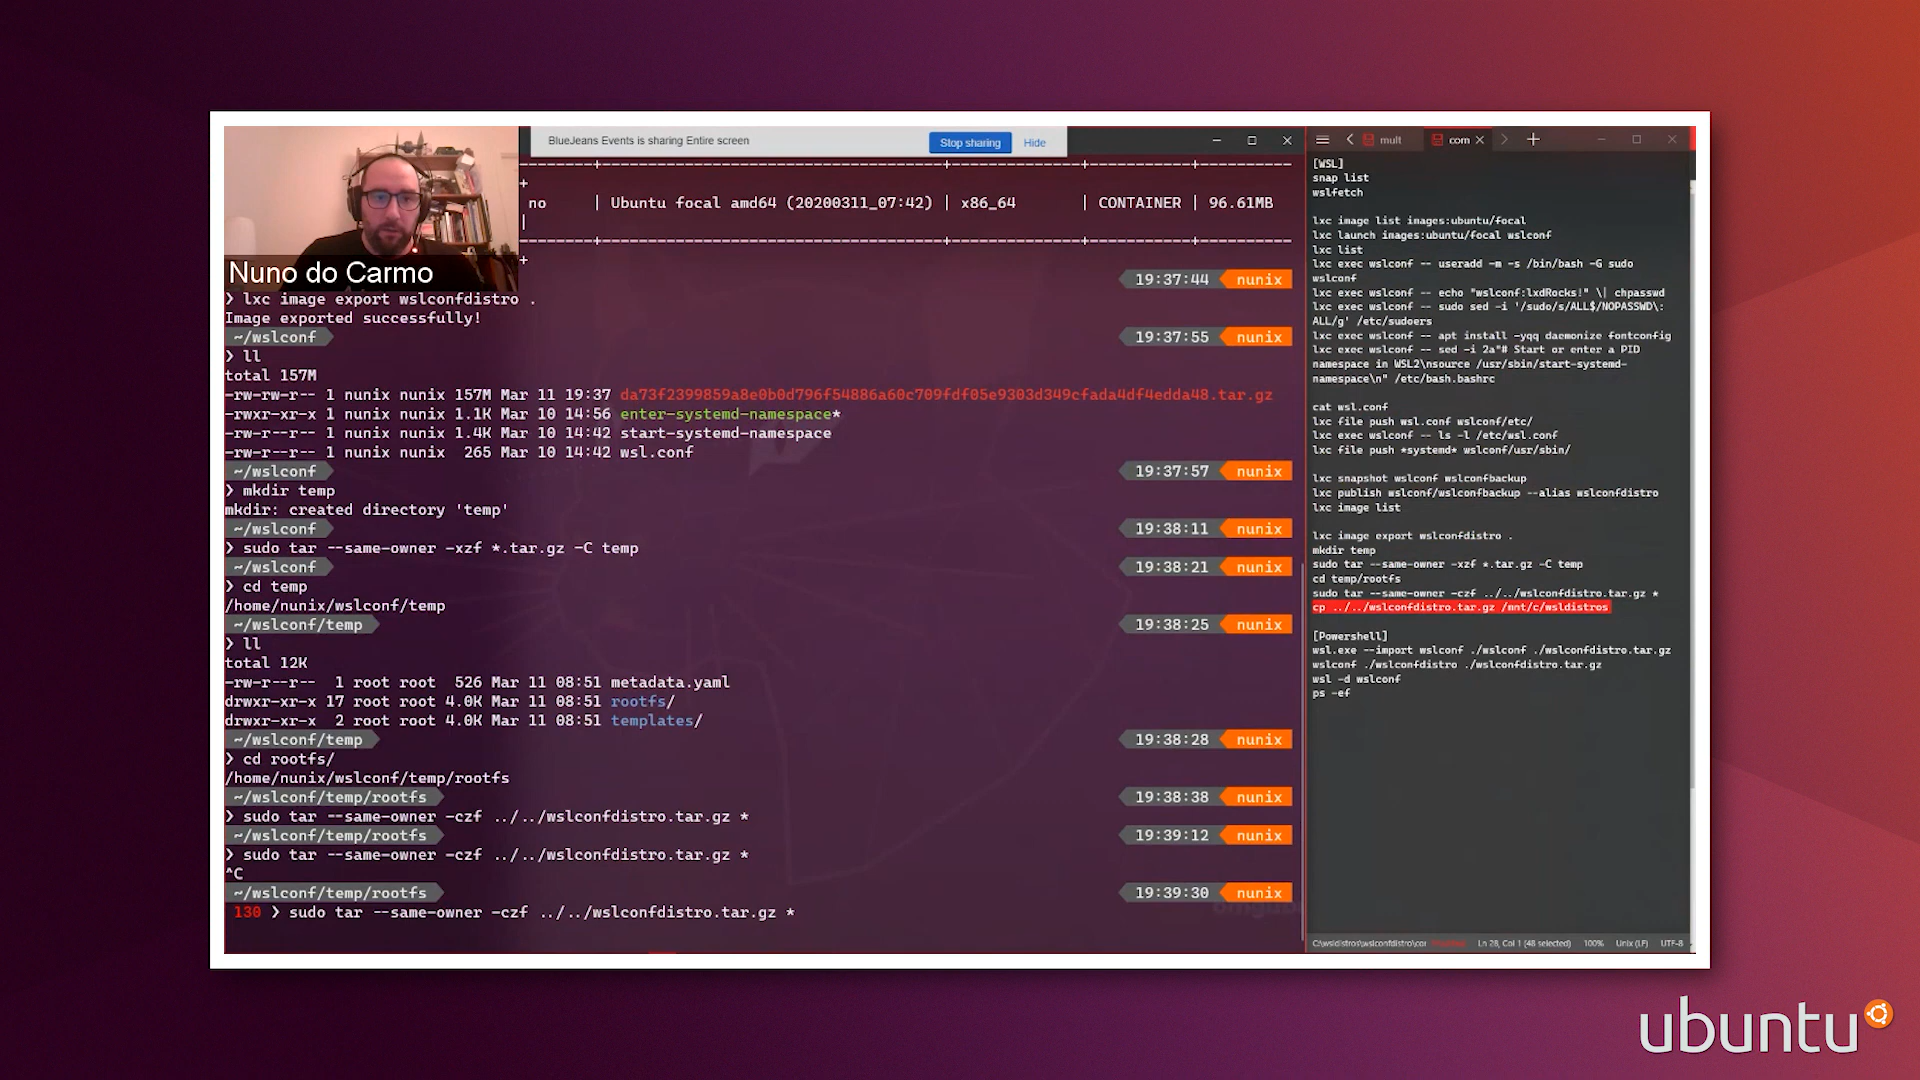 BlueJeans Events is sharing Entire screen
Stop sharing
Hide
no | Ubuntu focal amd64 (20200311_07:42) | x86_64 | CONTAINER | 96.61MB
Nuno do Carmo
19:37:44 nunix
❯ lxc image export wslconfdistro .
Image exported successfully!
~/wslconf 19:37:55 nunix
❯ ll
total 157M
-rw-rw-r-- 1 nunix nunix 157M Mar 11 19:37 da73f2399859a8e0b0d796f54886a60c709fdf05e9303d349cfada4df4edda48.tar.gz
-rwxr-xr-x 1 nunix nunix 1.1K Mar 10 14:56 enter-systemd-namespace*
-rw-r--r-- 1 nunix nunix 1.4K Mar 10 14:42 start-systemd-namespace
-rw-r--r-- 1 nunix nunix 265 Mar 10 14:42 wsl.conf
~/wslconf 19:37:57 nunix
❯ mkdir temp
mkdir: created directory 'temp'
~/wslconf 19:38:11 nunix
❯ sudo tar --same-owner -xzf *.tar.gz -C temp
~/wslconf 19:38:21 nunix
❯ cd temp
/home/nunix/wslconf/temp
~/wslconf/temp 19:38:25 nunix
❯ ll
total 12K
-rw-r--r-- 1 root root 526 Mar 11 08:51 metadata.yaml
drwxr-xr-x 17 root root 4.0K Mar 11 08:51 rootfs/
drwxr-xr-x 2 root root 4.0K Mar 11 08:51 templates/
~/wslconf/temp 19:38:28 nunix
❯ cd rootfs/
/home/nunix/wslconf/temp/rootfs
~/wslconf/temp/rootfs 19:38:38 nunix
❯ sudo tar --same-owner -czf ../../wslconfdistro.tar.gz *
~/wslconf/temp/rootfs 19:39:12 nunix
❯ sudo tar --same-owner -czf ../../wslconfdistro.tar.gz *
^C
~/wslconf/temp/rootfs 19:39:30 nunix
130 ❯ sudo tar --same-owner -czf ../../wslconfdistro.tar.gz *
mult
com
[WSL]
snap list
wslfetch
lxc image list images:ubuntu/focal
lxc launch images:ubuntu/focal wslconf
lxc list
lxc exec wslconf -- useradd -m -s /bin/bash -G sudo
wslconf
lxc exec wslconf -- echo "wslconf:lxdRocks!" \| chpasswd
lxc exec wslconf -- sudo sed -i '/sudo/s/ALL$/NOPASSWD\:
ALL/g' /etc/sudoers
lxc exec wslconf -- apt install -yqq daemonize fontconfig
lxc exec wslconf -- sed -i 2a"# Start or enter a PID
namespace in WSL2\nsource /usr/sbin/start-systemd-
namespace\n" /etc/bash.bashrc
cat wsl.conf
lxc file push wsl.conf wslconf/etc/
lxc exec wslconf -- ls -l /etc/wsl.conf
lxc file push *systemd* wslconf/usr/sbin/
lxc snapshot wslconf wslconfbackup
lxc publish wslconf/wslconfbackup --alias wslconfdistro
lxc image list
lxc image export wslconfdistro .
mkdir temp
sudo tar --same-owner -xzf *.tar.gz -C temp
cd temp/rootfs
sudo tar --same-owner -czf ../../wslconfdistro.tar.gz *
cp ../../wslconfdistro.tar.gz /mnt/c/wsldistros
[Powershell]
wsl.exe --import wslconf ./wslconf ./wslconfdistro.tar.gz
wslconf ./wslconfdistro ./wslconfdistro.tar.gz
wsl -d wslconf
ps -ef
C:\wsldistros\wslconfdistro\cor Ln 28, Col 1 (48 selected) 100% Unix (LF) UTF-8
ubuntu